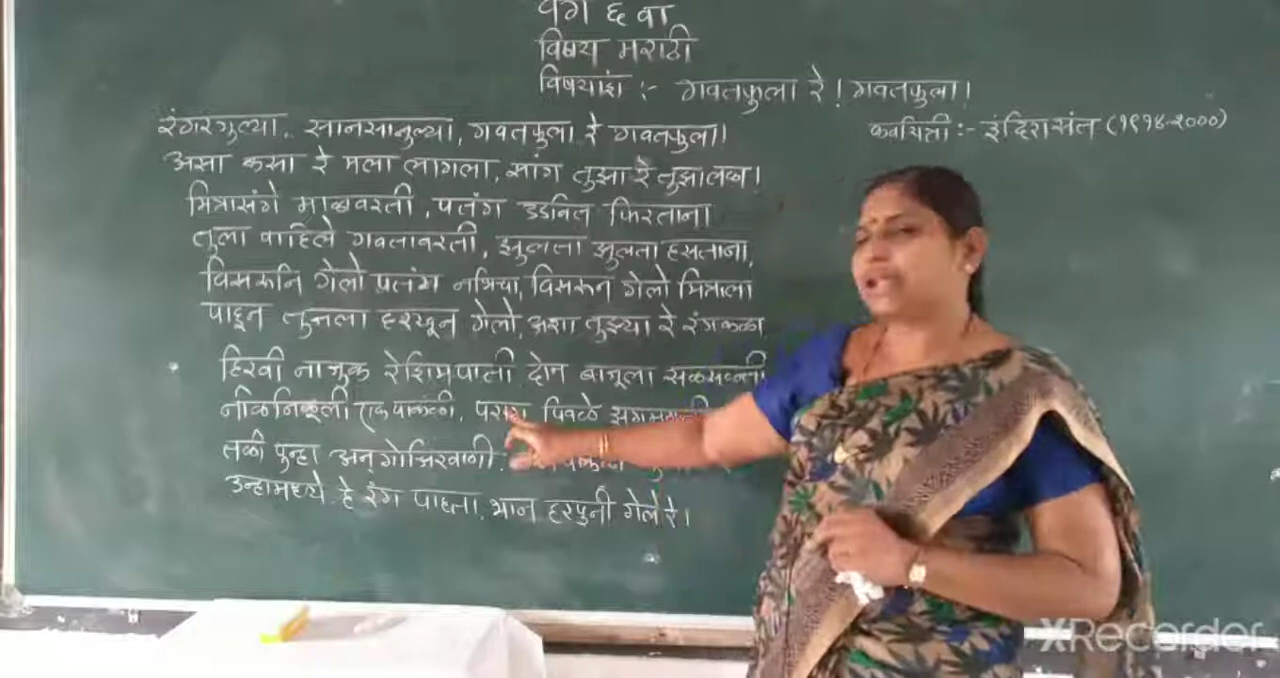 वर्ग ६ वा
विषय मराठी
विषयांश :- गवतफुला रे! गवतफुला!
कवयित्री :- इंदिरा संत (१९१४-२०००)
रंगरंगुल्या, सानसानुल्या, गवतफुला रे गवतफुला।
असा कसा रे मला लागला, सांग तुझा रे तुझा लळा!
मित्रासंगे माळावरती, पतंग उडवित फिरताना
तुला पाहिले गवतावरती, झुलता झुलता हसताना,
विसरून गेलो पतंग नभिचा, विसरून गेलो मित्राला
पाहून तुजला हरखून गेलो, अशा तुझ्या रे रंगकळा
हिरवी नाजुक रेशिमपाती दोन बाजूला सळसळती
नीळनिळुली एक पाकळी, पराग पिवळे झगमगती
तळी पुन्हा अन् गोजिरवाणी.
उन्हामध्ये हे रंग पाहता, भान हरपुनी गेले रे।
XRecorder